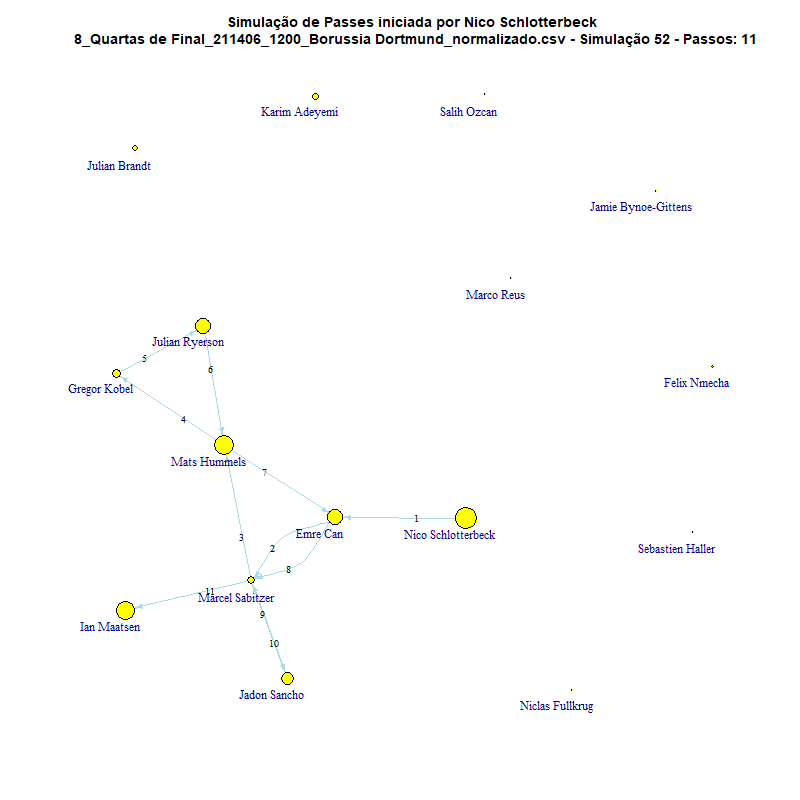 Simulação de Passes iniciada por Nico Schlotterbeck
8_Quartas de Final_211406_1200_Borussia Dortmund_normalizado.csv - Simulação 52 - Passos: 11
Karim Adeyemi
Salih Ozcan
Julian Brandt
Jamie Bynoe-Gittens
Marco Reus
Julian Ryerson
5
6
Felix Nmecha
Gregor Kobel
4
Mats Hummels
7
1
Emre Can
Nico Schlotterbeck
3
2
Sebastien Haller
8
11
Marcel Sabitzer
9
Ian Maatsen
10
Jadon Sancho
Niclas Fullkrug